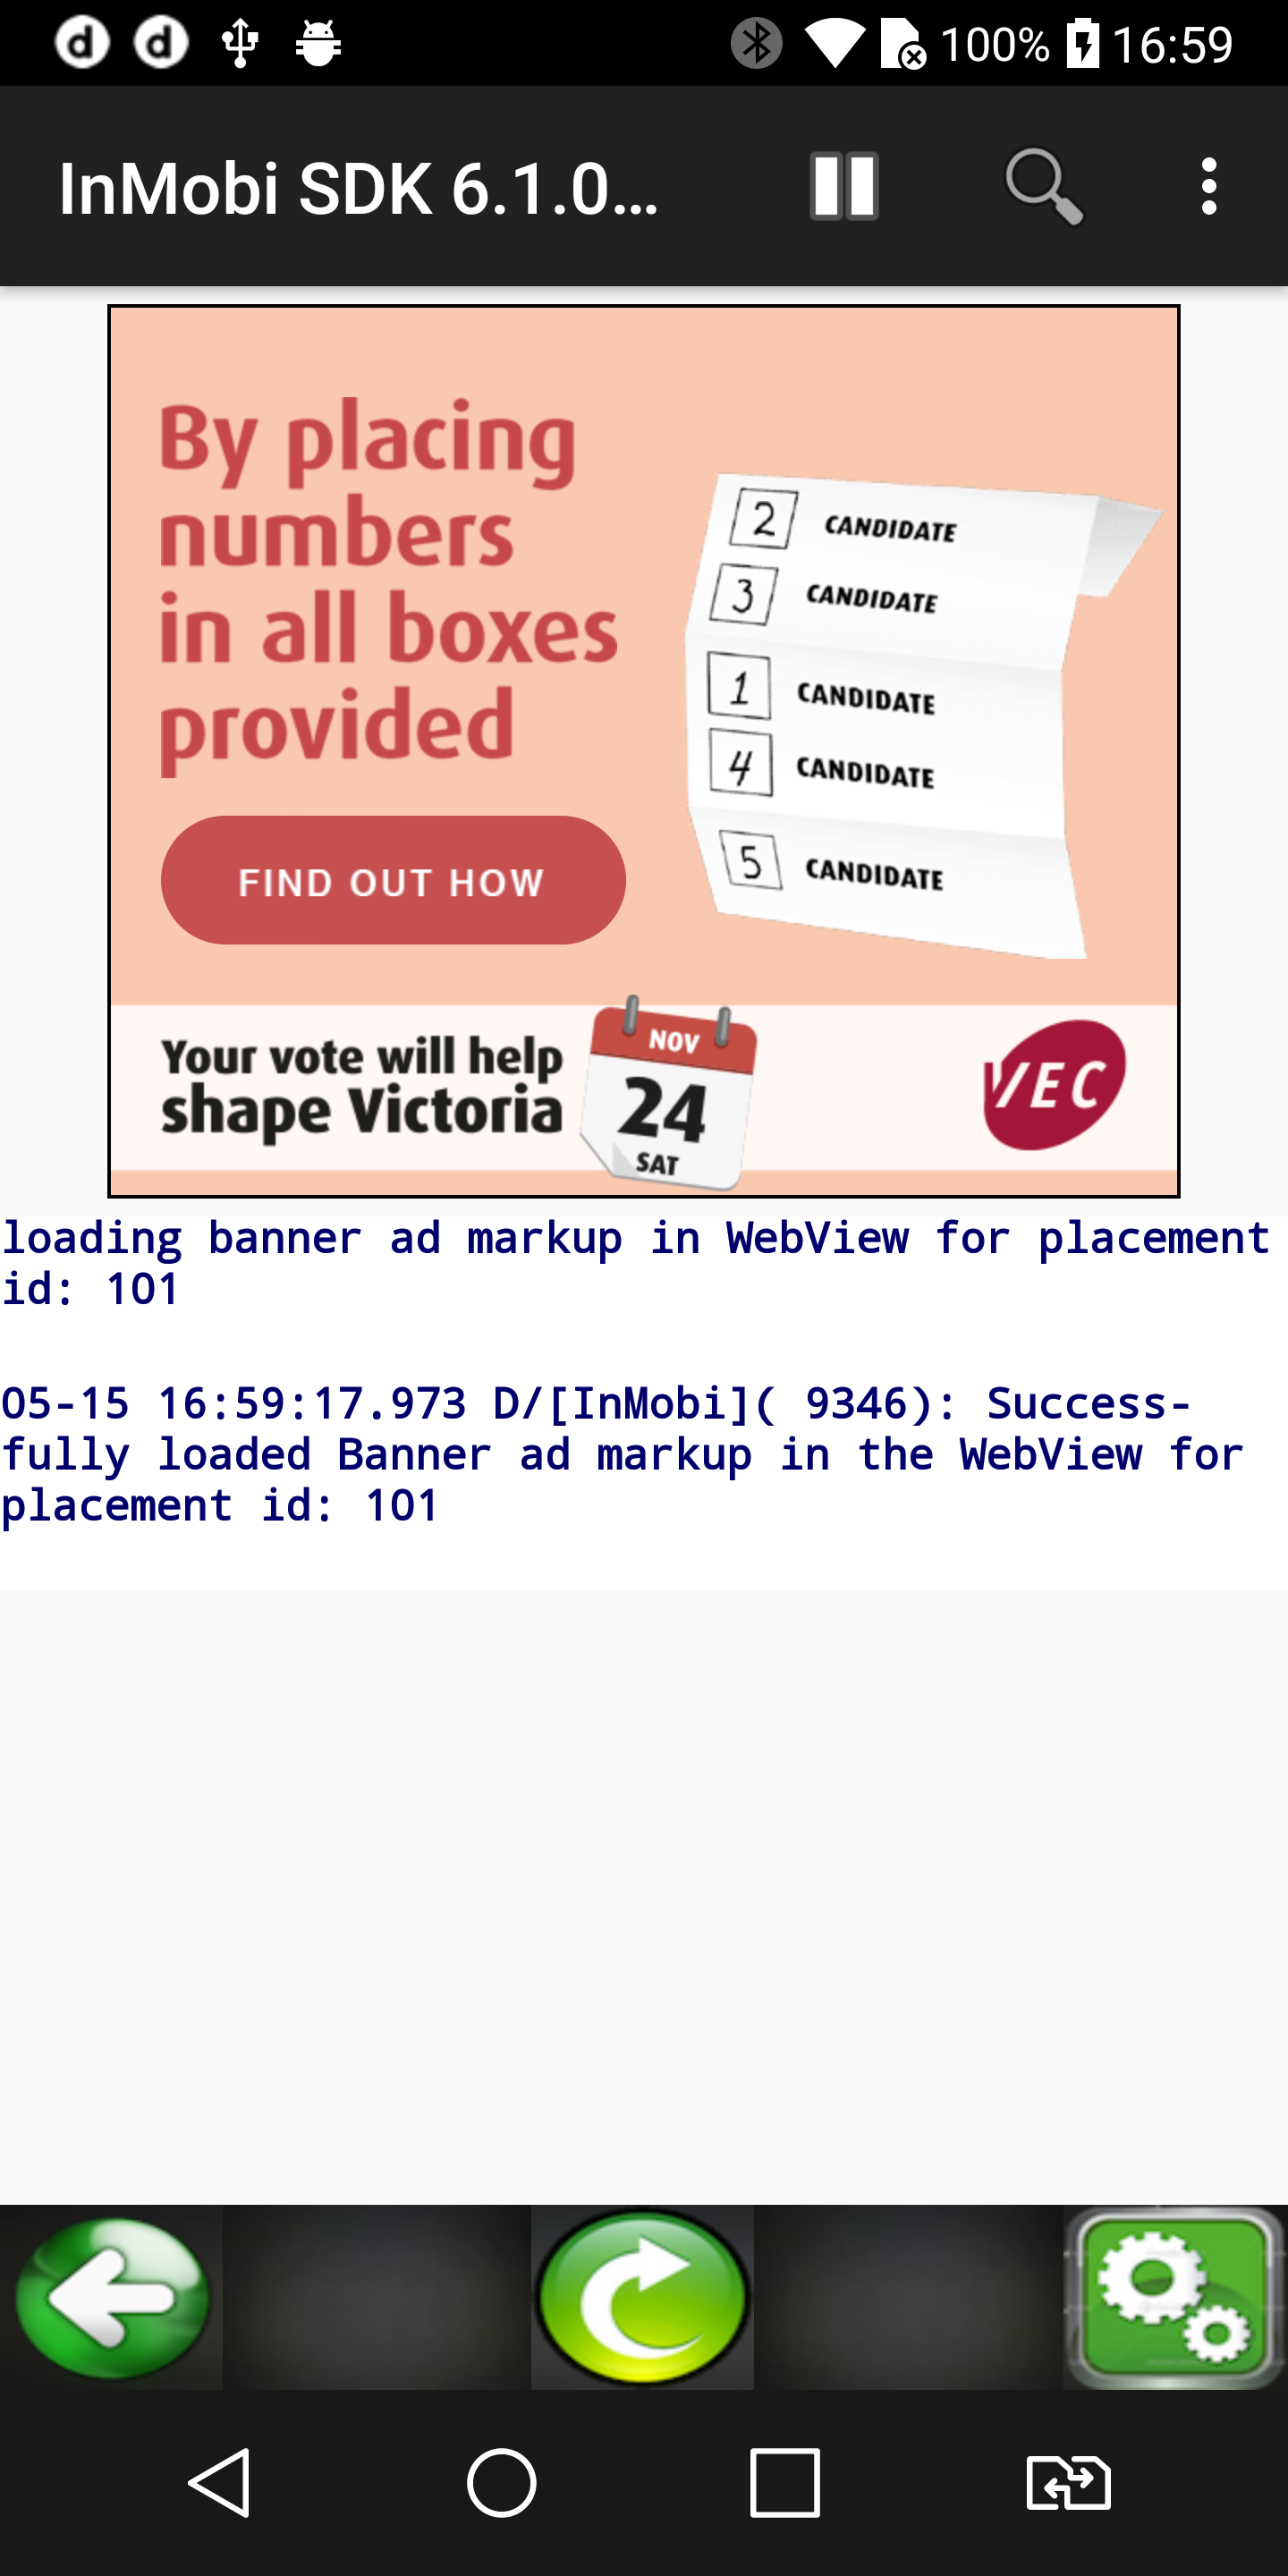 100% 16:59
InMobi SDK 6.1.0...
By placing
numbers
in all boxes
provided
FIND OUT HOW
2 CANDIDATE
3 CANDIDATE
1 CANDIDATE
4 CANDIDATE
5 CANDIDATE
Your vote will help
shape Victoria
NOV
24
SAT
VEC
loading banner ad markup in WebView for placement
id: 101
05-15 16:59:17.973 D/[InMobi]( 9346): Success-
fully loaded Banner ad markup in the WebView for
placement id: 101